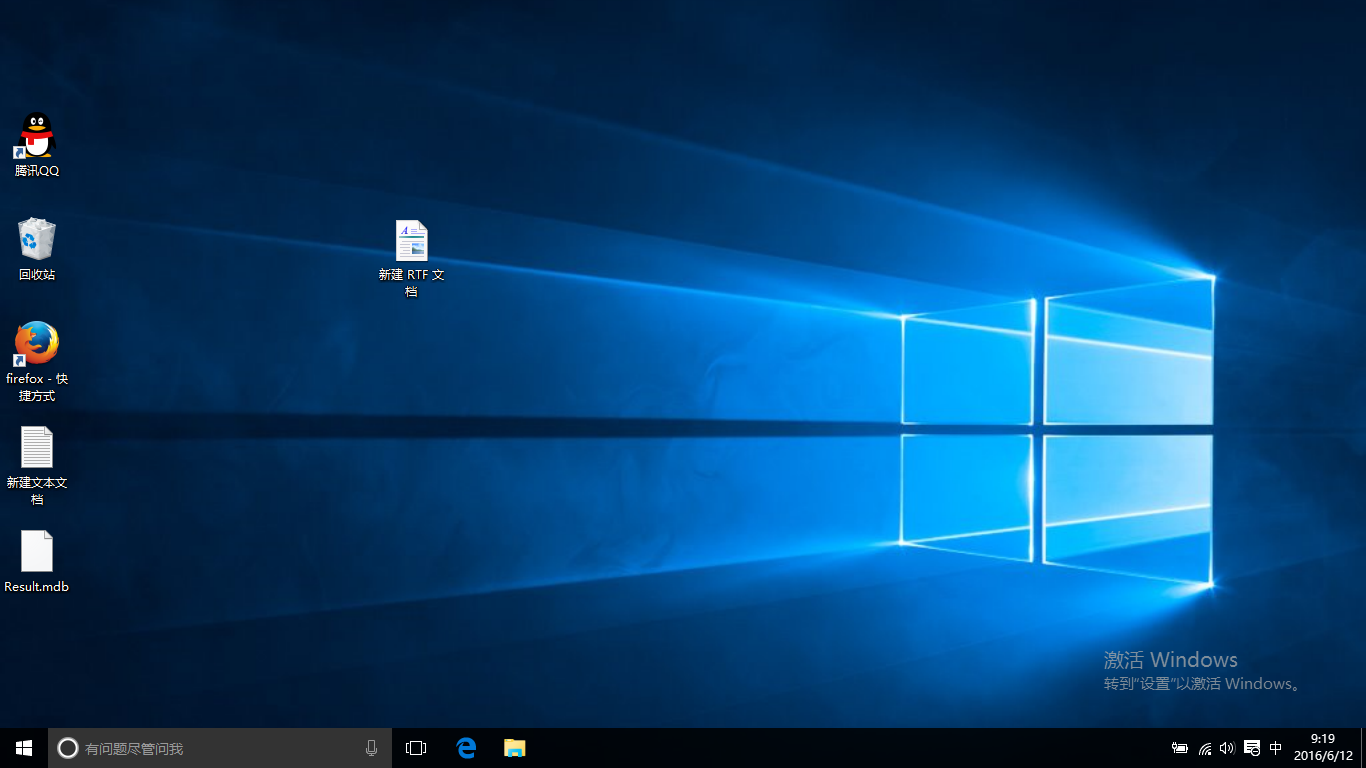 腾讯QQ
回收站
新建 RTF 文
档
firefox - 快
捷方式
新建文本文
档
Result.mdb
激活 Windows
转到“设置”以激活 Windows。
有问题尽管问我
中
9:19
2016/6/12